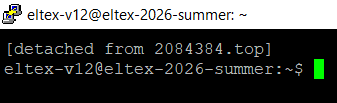 eltex-v12@eltex-2026-summer: ~
[detached from 2084384.top]
eltex-v12@eltex-2026-summer:~$